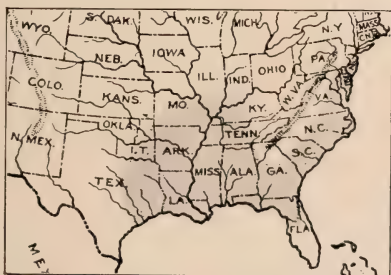 WYO.
S. DAK.
WIS.
MICH.
N.Y
MASS
CN.
NEB.
IOWA
ILL.
IND.
OHIO
PA.
COLO.
KANS.
MO.
KY.
W. VA.
VA.
N. MEX.
OKLA.
I.T.
ARK.
TENN.
N.C.
S.C.
TEX.
LA.
MISS
ALA.
GA.
FLA.
ME